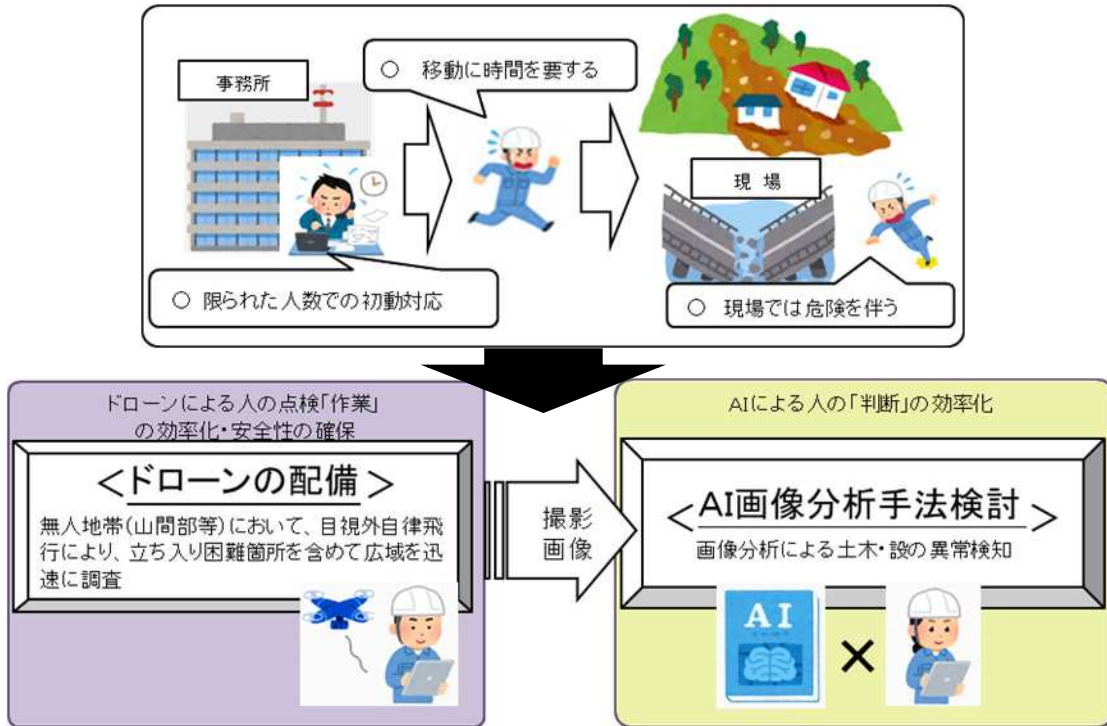 事務所
○ 移動に時間を要する
現 場
○ 限られた人数での初動対応
○ 現場では危険を伴う
ドローンによる人の点検「作業」
の効率化・安全性の確保
＜ドローンの配備＞
無人地帯(山間部等)において、目視外自律飛
行により、立ち入り困難箇所を含めて広域を迅
速に調査
撮影
画像
AIによる人の「判断」の効率化
＜AI画像分析手法検討＞
画像分析による土木・設の異常検知
AI
×